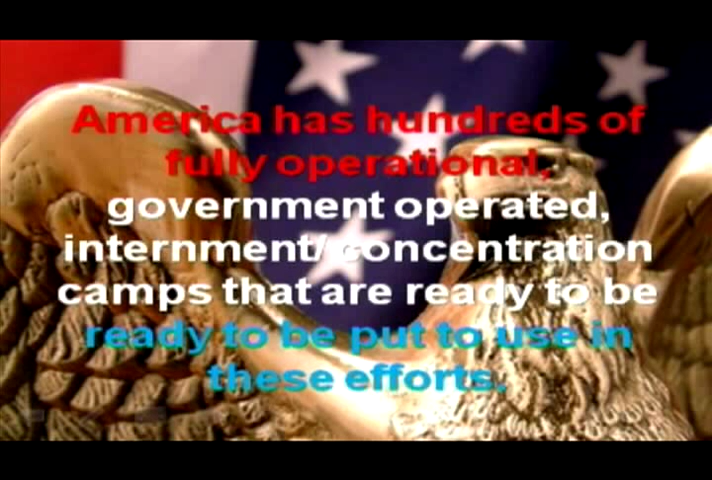 America has hundreds of
fully operational,
government operated,
internment/concentration
camps that are ready to be
ready to be put to use in
these efforts.